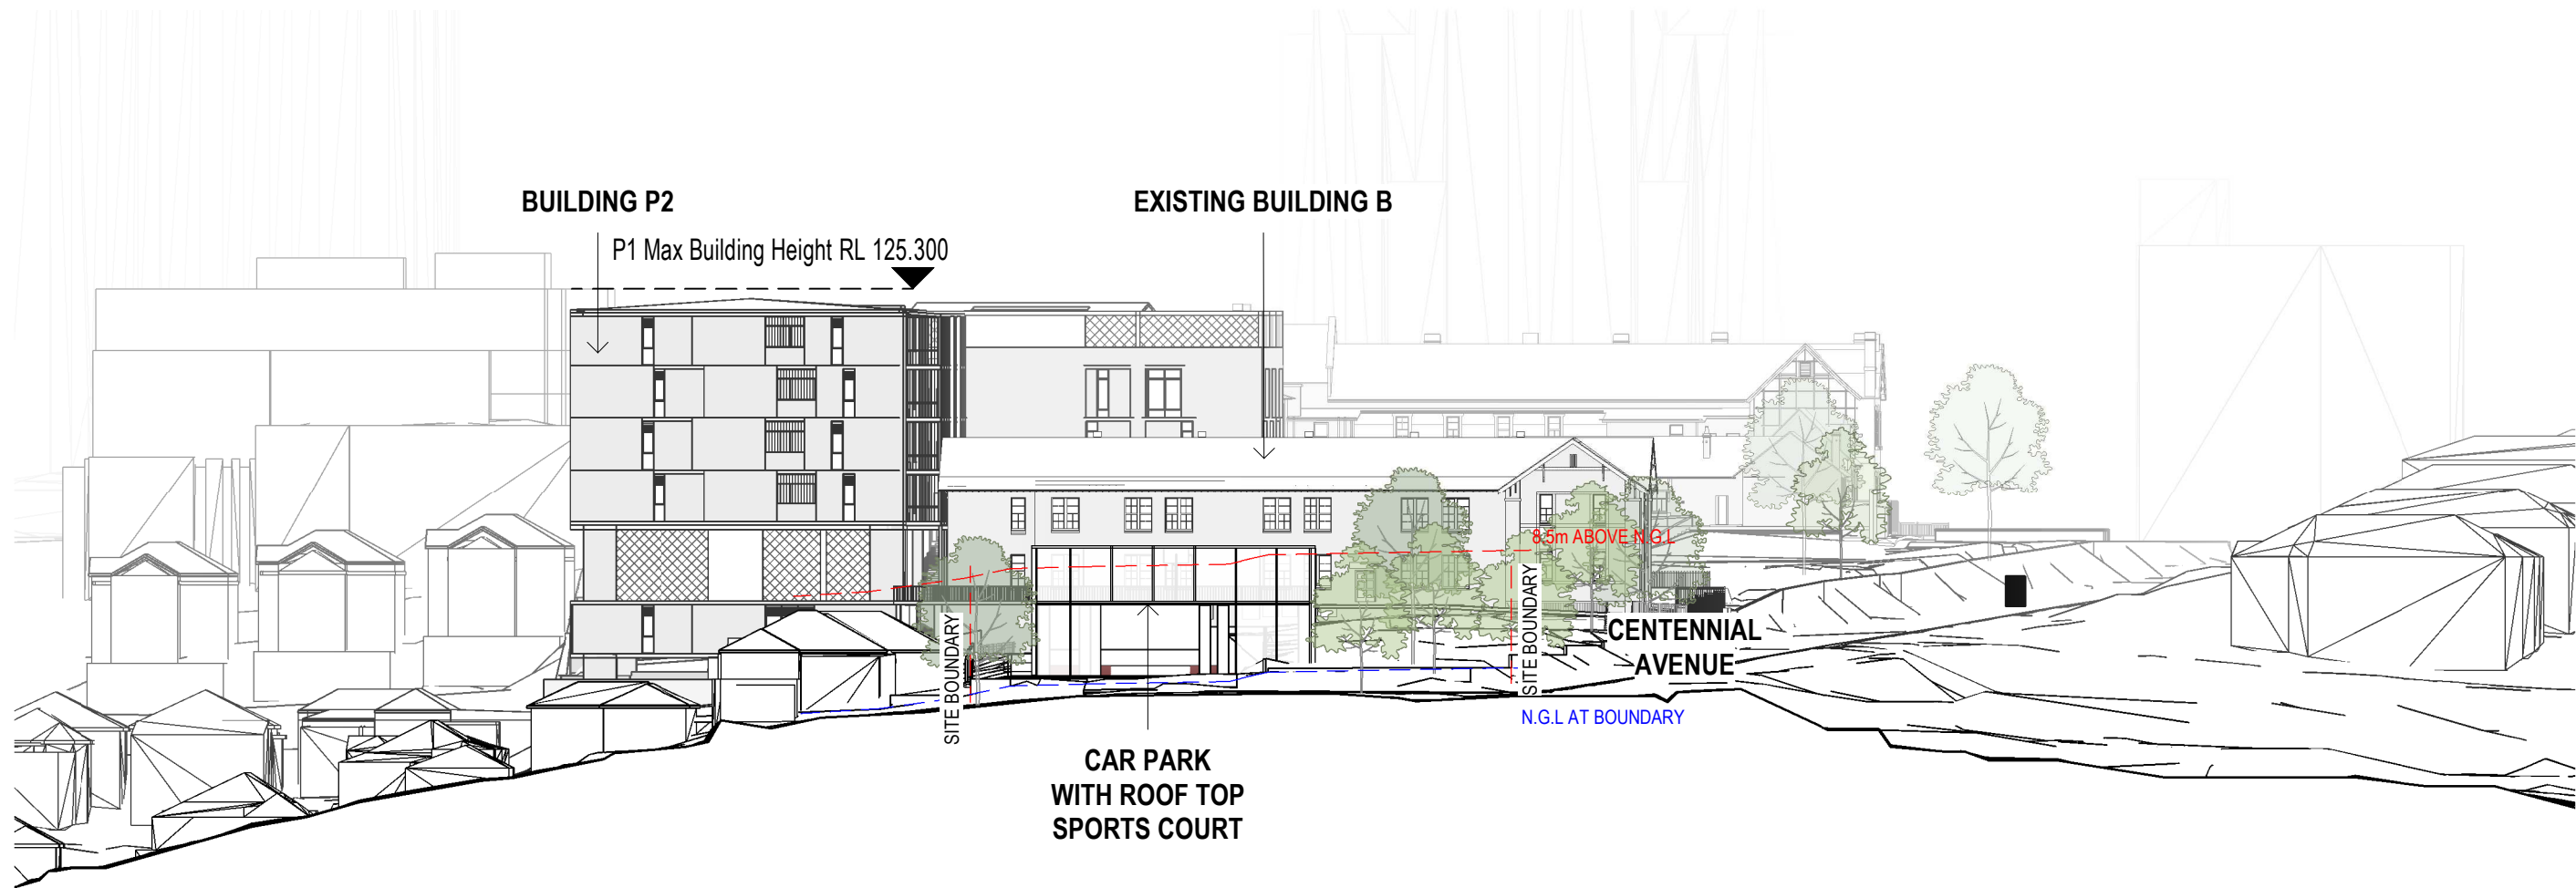 BUILDING P2
EXISTING BUILDING B
P1 Max Building Height RL 125.300
8.5m ABOVE N.G.L
SITE BOUNDARY
SITE BOUNDARY
CENTENNIAL
AVENUE
N.G.L AT BOUNDARY
CAR PARK
WITH ROOF TOP
SPORTS COURT